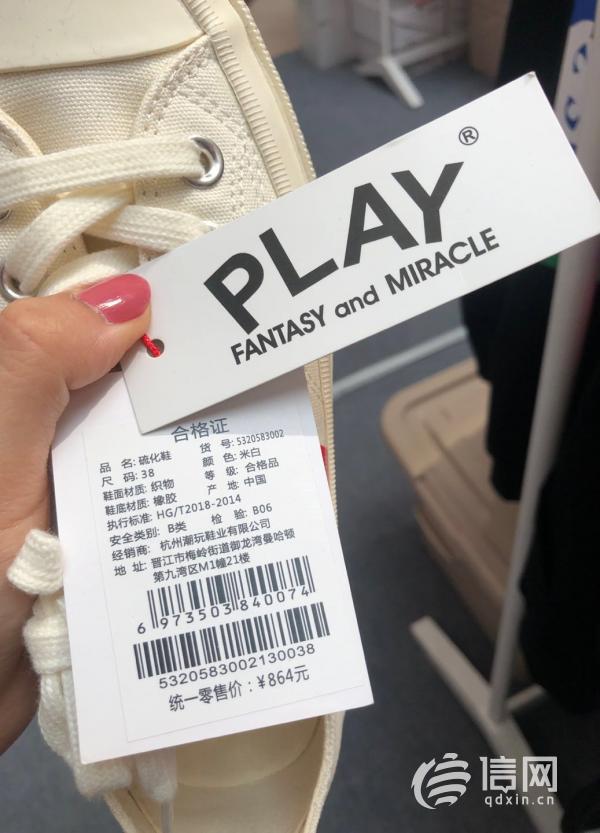 PLAY®
FANTASY and MIRACLE
合格证
品 名: 硫化鞋 货 号: 5320583002
尺 码: 38 颜 色: 米白
鞋面材质: 织物 等 级: 合格品
鞋底材质: 橡胶 产 地: 中国
执行标准: HG/T2018-2014
安全类别: B类 检 验: B06
经销商: 杭州潮玩鞋业有限公司
地 址: 晋江市梅岭街道御龙湾曼哈顿
第九湾区M1幢21楼
6 973503 840074
5320583002130038
统一零售价: ¥864元
信网
qdxin.cn